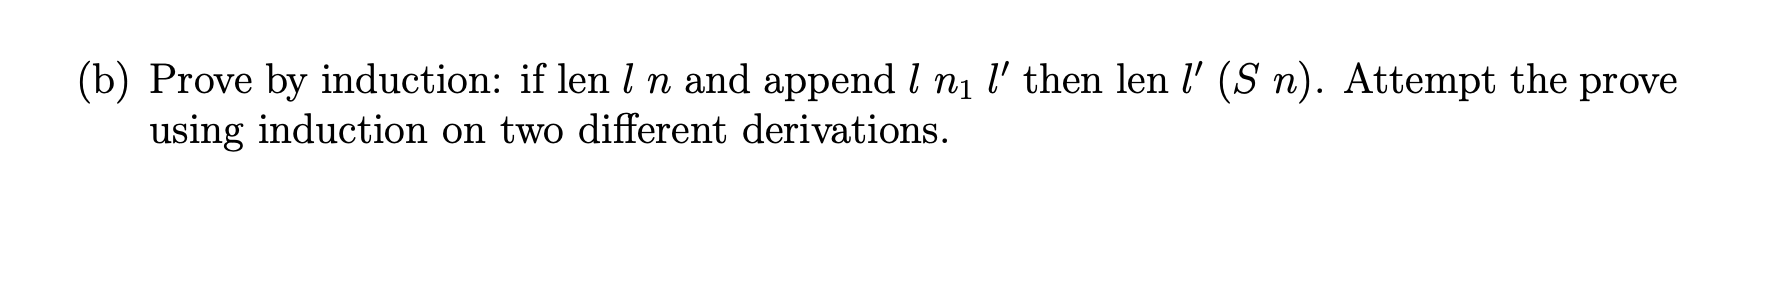 (b) Prove by induction: if len l n and append l n₁ l′ then len l′ (S n). Attempt the prove
using induction on two different derivations.